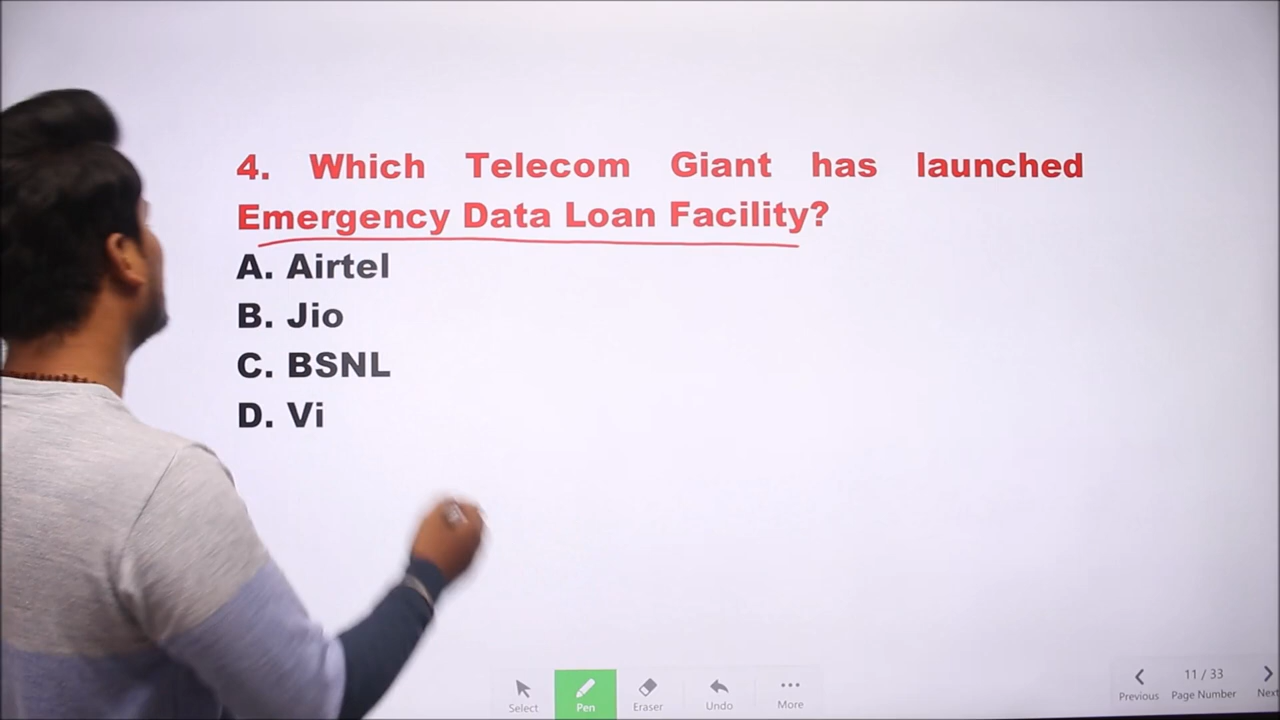 4. Which Telecom Giant has launched
Emergency Data Loan Facility?
A. Airtel
B. Jio
C. BSNL
D. Vi
Select
Pen
Eraser
Undo
More
Previous
11 / 33
Page Number
Next